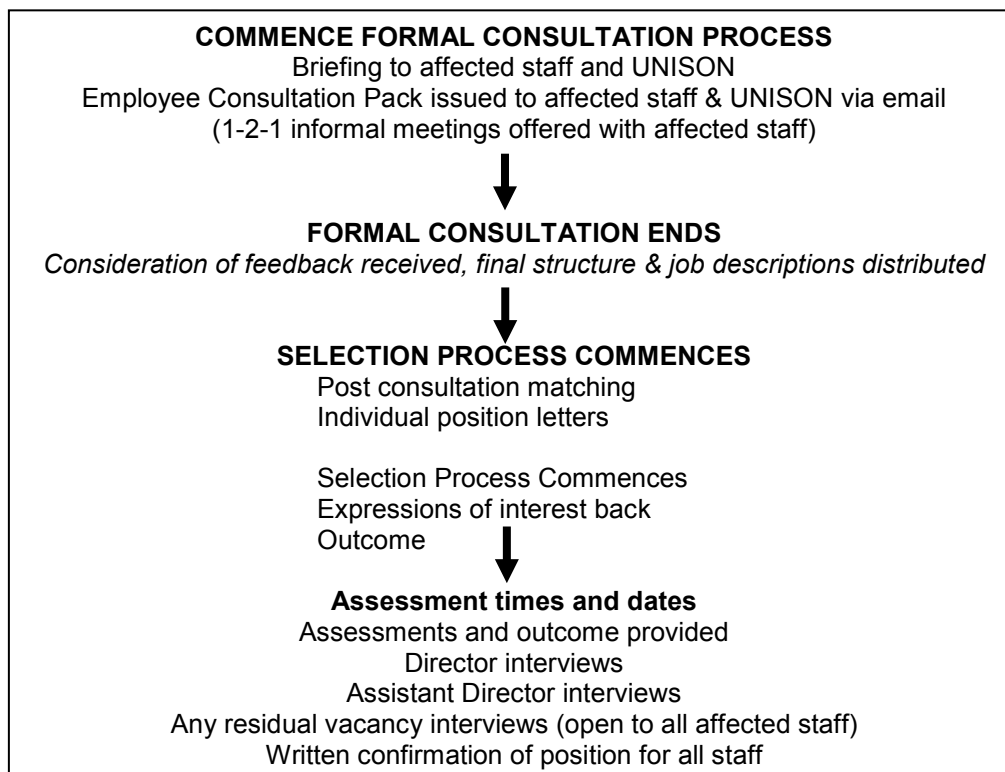 COMMENCE FORMAL CONSULTATION PROCESS
Briefing to affected staff and UNISON
Employee Consultation Pack issued to affected staff & UNISON via email
(1-2-1 informal meetings offered with affected staff)
FORMAL CONSULTATION ENDS
Consideration of feedback received, final structure & job descriptions distributed
SELECTION PROCESS COMMENCES
Post consultation matching
Individual position letters
Selection Process Commences
Expressions of interest back
Outcome
Assessment times and dates
Assessments and outcome provided
Director interviews
Assistant Director interviews
Any residual vacancy interviews (open to all affected staff)
Written confirmation of position for all staff